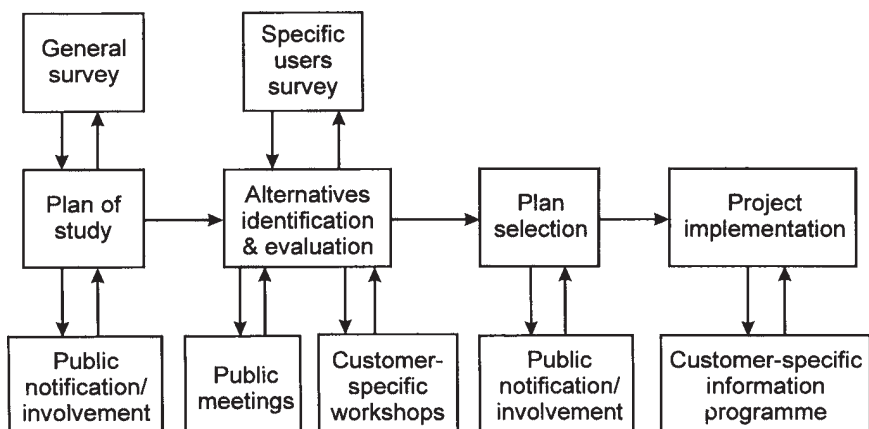 General
survey
Specific
users
survey
Plan of
study
Alternatives
identification
& evaluation
Plan
selection
Project
implementation
Public
notification/
involvement
Public
meetings
Customer-
specific
workshops
Public
notification/
involvement
Customer-specific
information
programme